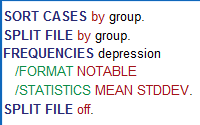 SORT CASES by group.
SPLIT FILE by group.
FREQUENCIES depression
/FORMAT NOTABLE
/STATISTICS MEAN STDDEV.
SPLIT FILE off.